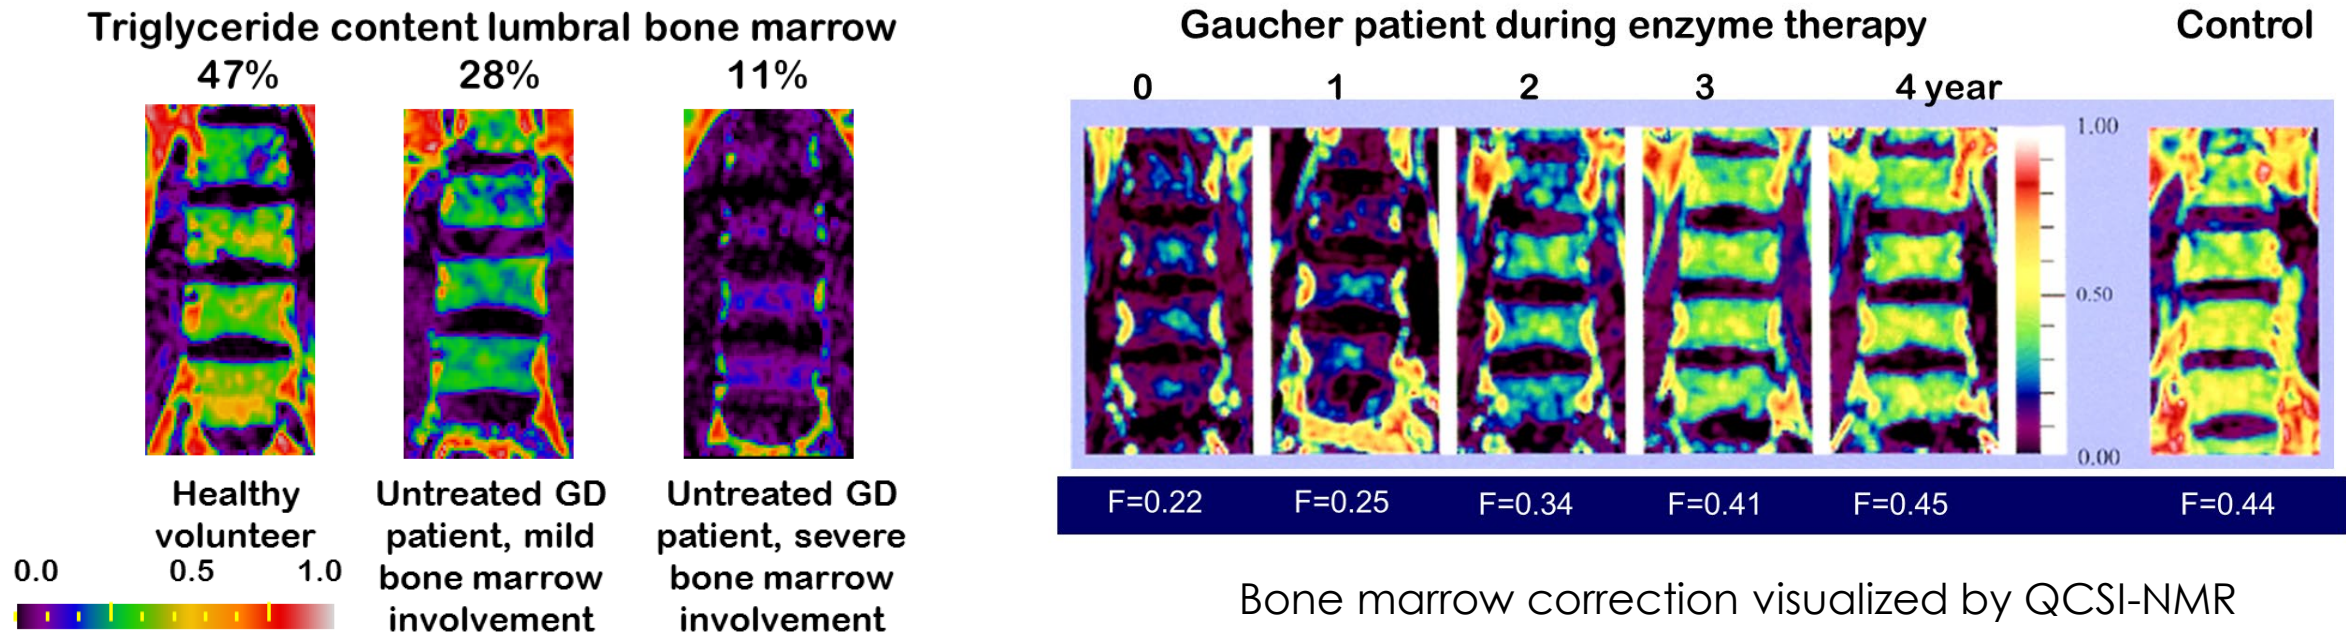 Triglyceride content lumbral bone marrow
47% 28% 11%
Healthy
volunteer
Untreated GD
patient, mild
bone marrow
involvement
Untreated GD
patient, severe
bone marrow
involvement
0.0 0.5 1.0
Gaucher patient during enzyme therapy
Control
0 1 2 3 4 year
1.00
0.50
0.00
F=0.22 F=0.25 F=0.34 F=0.41 F=0.45 F=0.44
Bone marrow correction visualized by QCSI-NMR